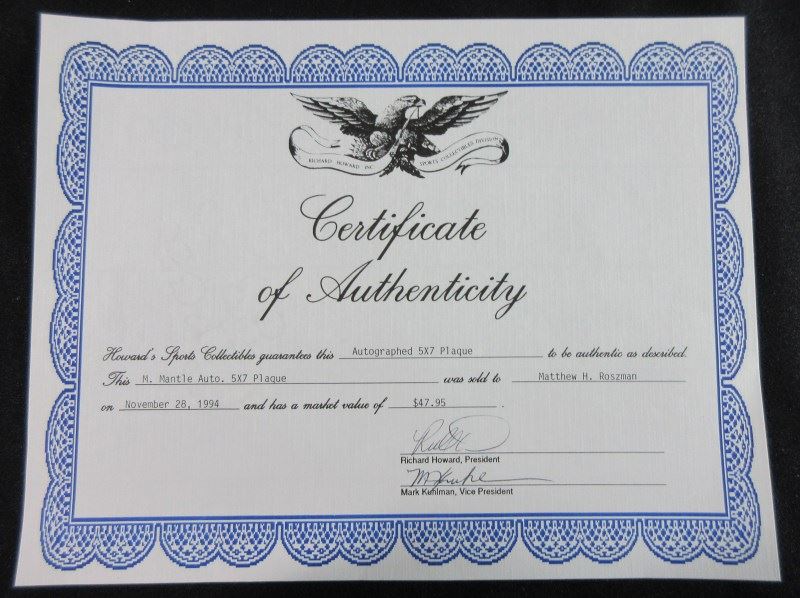 RICHARD HOWARD INC. SPORTS COLLECTIBLES DIVISION
Certificate
of Authenticity
Howard's Sports Collectibles guarantees this Autographed 5X7 Plaque to be authentic as described.
This M. Mantle Auto. 5X7 Plaque was sold to Matthew H. Roszman
on November 28, 1994 and has a market value of $47.95 .
Richard Howard, President
Mark Kehlman, Vice President